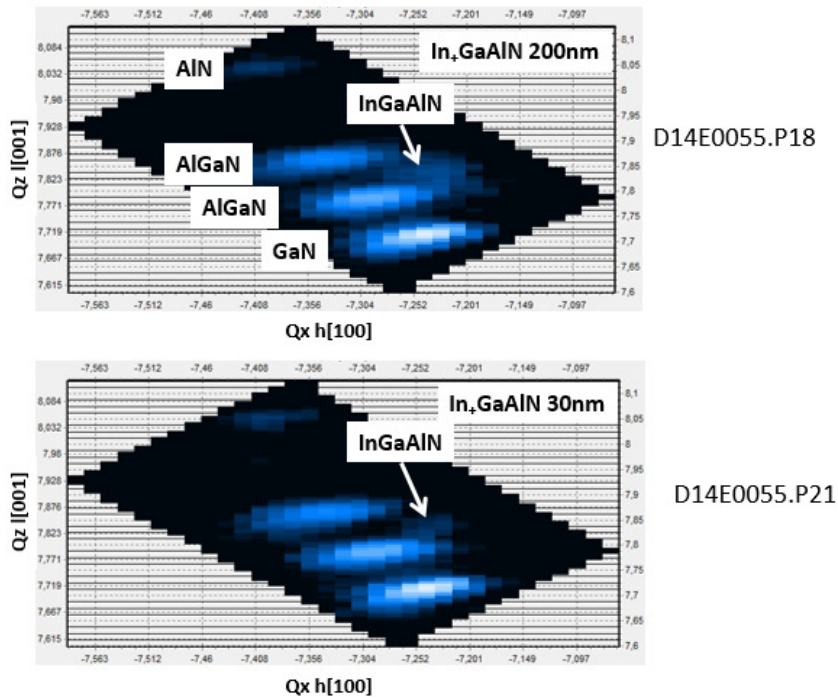 -7,563 -7,512 -7,46 -7,408 -7,356 -7,304 -7,252 -7,201 -7,149 -7,097
8,084
8,032
7,98
7,928
7,876
7,823
7,771
7,719
7,667
7,615
Qz l[001]
AlN
In+GaAlN 200nm
InGaAlN
AlGaN
AlGaN
GaN
8,1
8,05
8
7,95
7,9
7,85
7,8
7,75
7,7
7,65
7,6
D14E0055.P18
-7,563 -7,512 -7,46 -7,408 -7,356 -7,304 -7,252 -7,201 -7,149 -7,097
Qx h[100]
-7,563 -7,512 -7,46 -7,408 -7,356 -7,304 -7,252 -7,201 -7,149 -7,097
8,084
8,032
7,98
7,928
7,876
7,823
7,771
7,719
7,667
7,615
Qz l[001]
In+GaAlN 30nm
InGaAlN
8,1
8,05
8
7,95
7,9
7,85
7,8
7,75
7,7
7,65
7,6
D14E0055.P21
-7,563 -7,512 -7,46 -7,408 -7,356 -7,304 -7,252 -7,201 -7,149 -7,097
Qx h[100]